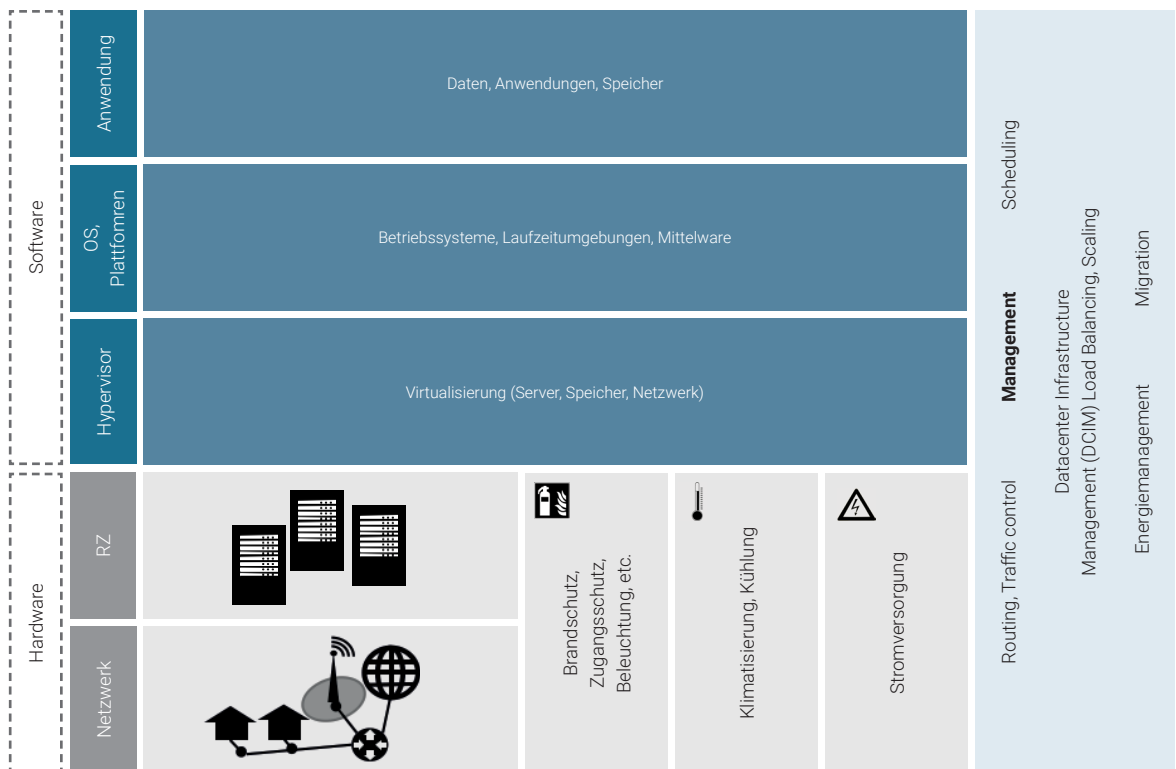 Software
Anwendung
Daten, Anwendungen, Speicher
OS,
Plattfomren
Betriebssysteme, Laufzeitumgebungen, Mittelware
Hypervisor
Virtualisierung (Server, Speicher, Netzwerk)
Hardware
RZ
Netzwerk
Brandschutz,
Zugangsschutz,
Beleuchtung, etc.
Klimatisierung, Kühlung
Stromversorgung
Routing, Traffic control
Management
Scheduling
Datacenter Infrastructure
Management (DCIM) Load Balancing, Scaling
Energiemanagement
Migration